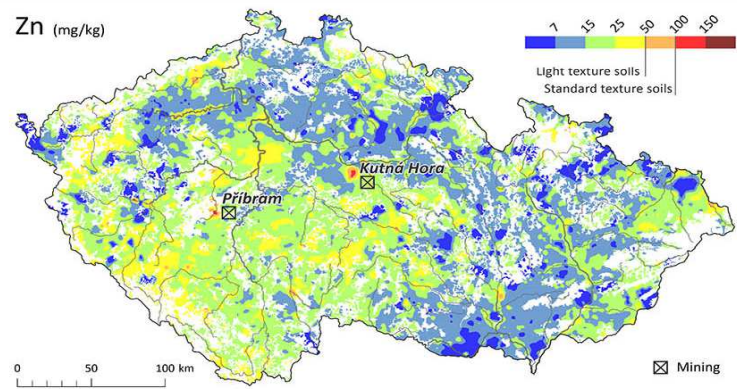 Zn (mg/kg)
7 15 25 50 100 150
Light texture soils
Standard texture soils
Kutná Hora
Příbram
0 50 100 km
Mining